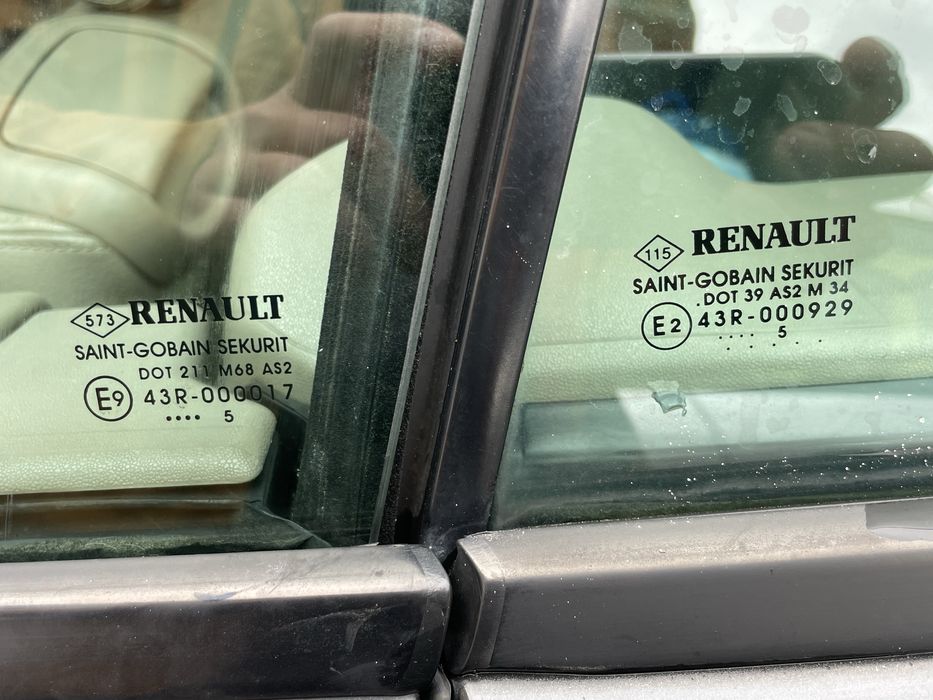 573 RENAULT
SAINT-GOBAIN SEKURIT
DOT 211 M68 AS2
E9 43R-000017
.... 5
115 RENAULT
SAINT-GOBAIN SEKURIT
.DOT 39 AS2 M 34
E2 43R-000929
.... 5
. . . . .